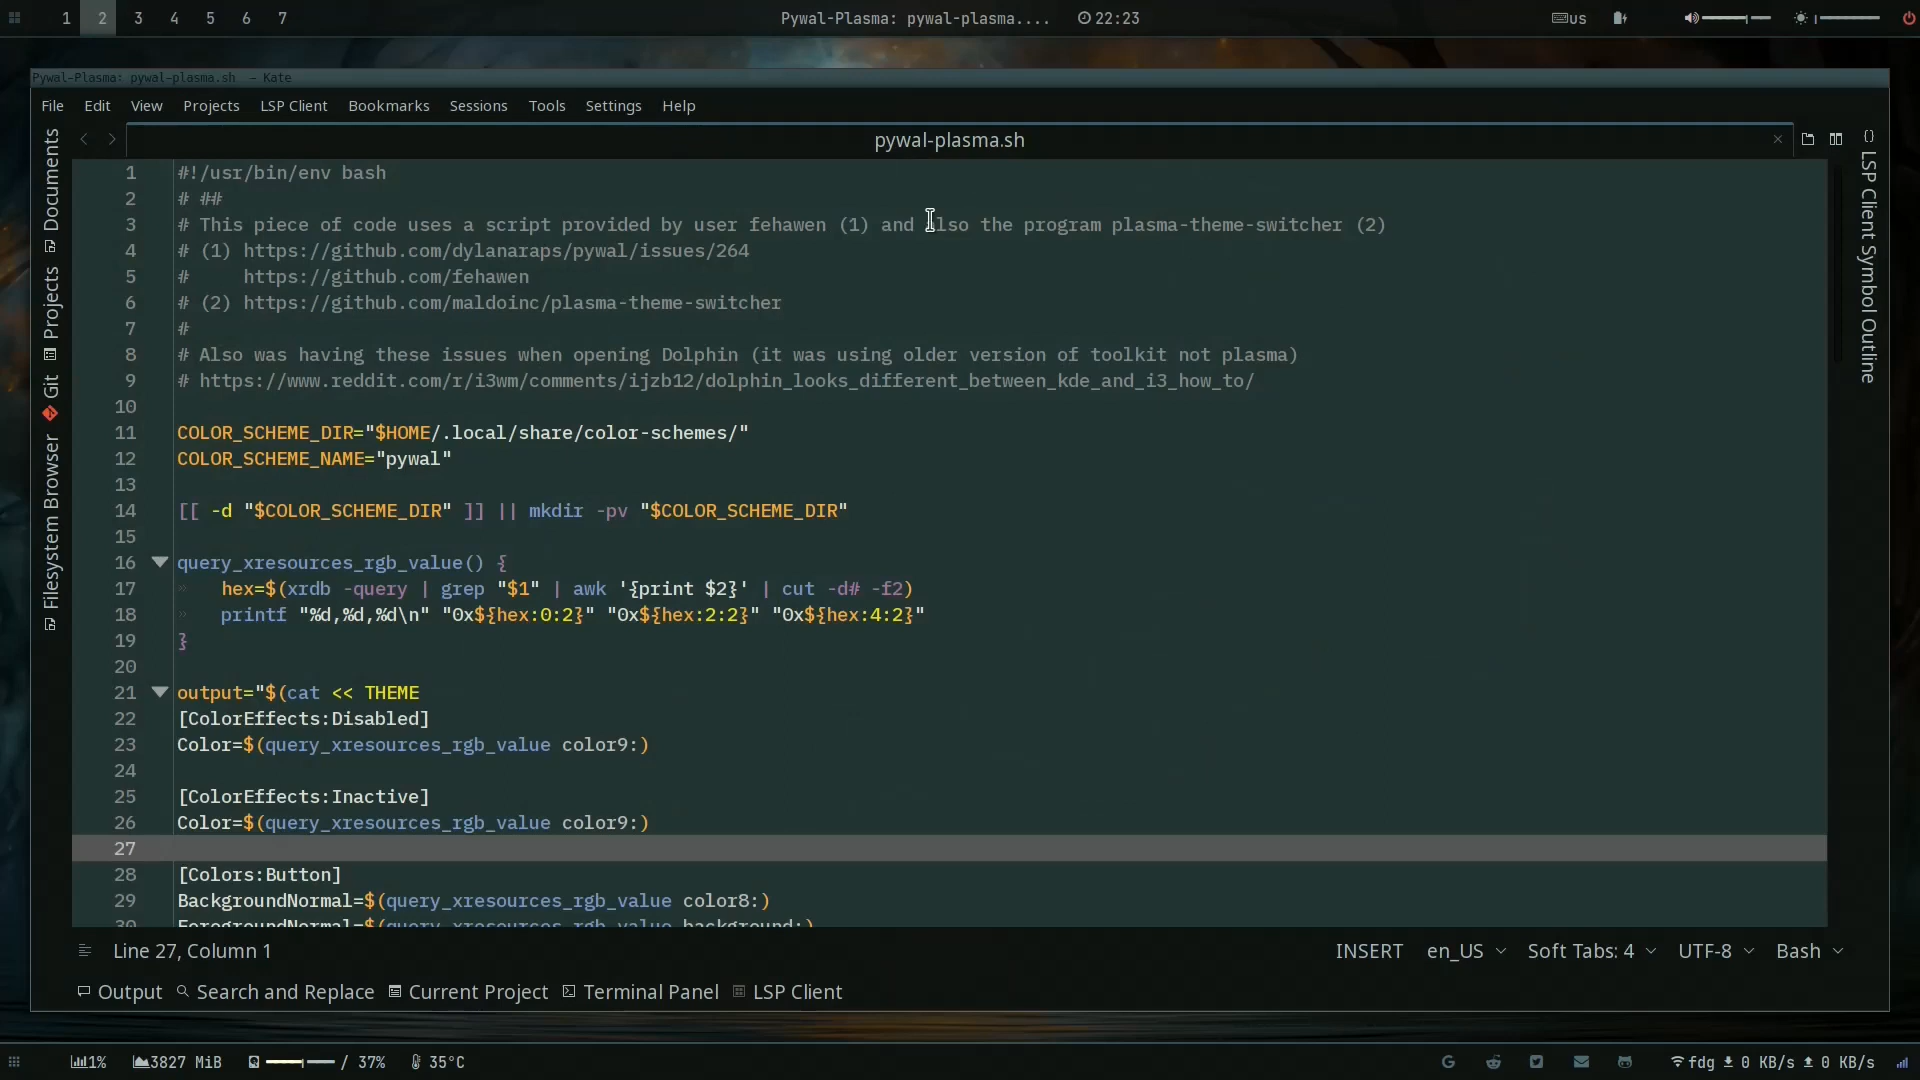 1 2 3 4 5 6 7
Pywal-Plasma: pywal-plasma....
22:23
us
Pywal-Plasma: pywal-plasma.sh — Kate
File Edit View Projects LSP Client Bookmarks Sessions Tools Settings Help
pywal-plasma.sh
Documents
Projects
Git
Filesystem Browser
LSP Client Symbol Outline
1 #!/usr/bin/env bash
2 # ##
3 # This piece of code uses a script provided by user fehawen (1) and also the program plasma-theme-switcher (2)
4 # (1) https://github.com/dylanaraps/pywal/issues/264
5 #     https://github.com/fehawen
6 # (2) https://github.com/maldoinc/plasma-theme-switcher
7 #
8 # Also was having these issues when opening Dolphin (it was using older version of toolkit not plasma)
9 # https://www.reddit.com/r/i3wm/comments/ijzb12/dolphin_looks_different_between_kde_and_i3_how_to/
10
11 COLOR_SCHEME_DIR="$HOME/.local/share/color-schemes/"
12 COLOR_SCHEME_NAME="pywal"
13
14 [[ -d "$COLOR_SCHEME_DIR" ]] || mkdir -pv "$COLOR_SCHEME_DIR"
15
16 query_xresources_rgb_value() {
17     hex=$(xrdb -query | grep "$1" | awk '{print $2}' | cut -d# -f2)
18     printf "%d,%d,%d\n" "0x${hex:0:2}" "0x${hex:2:2}" "0x${hex:4:2}"
19 }
20
21 output="$(cat << THEME
22 [ColorEffects:Disabled]
23 Color=$(query_xresources_rgb_value color9:)
24
25 [ColorEffects:Inactive]
26 Color=$(query_xresources_rgb_value color9:)
27
28 [Colors:Button]
29 BackgroundNormal=$(query_xresources_rgb_value color8:)
30 ForegroundNormal=$(query_xresources_rgb_value background:)
Line 27, Column 1
INSERT en_US Soft Tabs: 4 UTF-8 Bash
Output Search and Replace Current Project Terminal Panel LSP Client
1% 3827 MiB / 37% 35°C
fdg 0 KB/s 0 KB/s